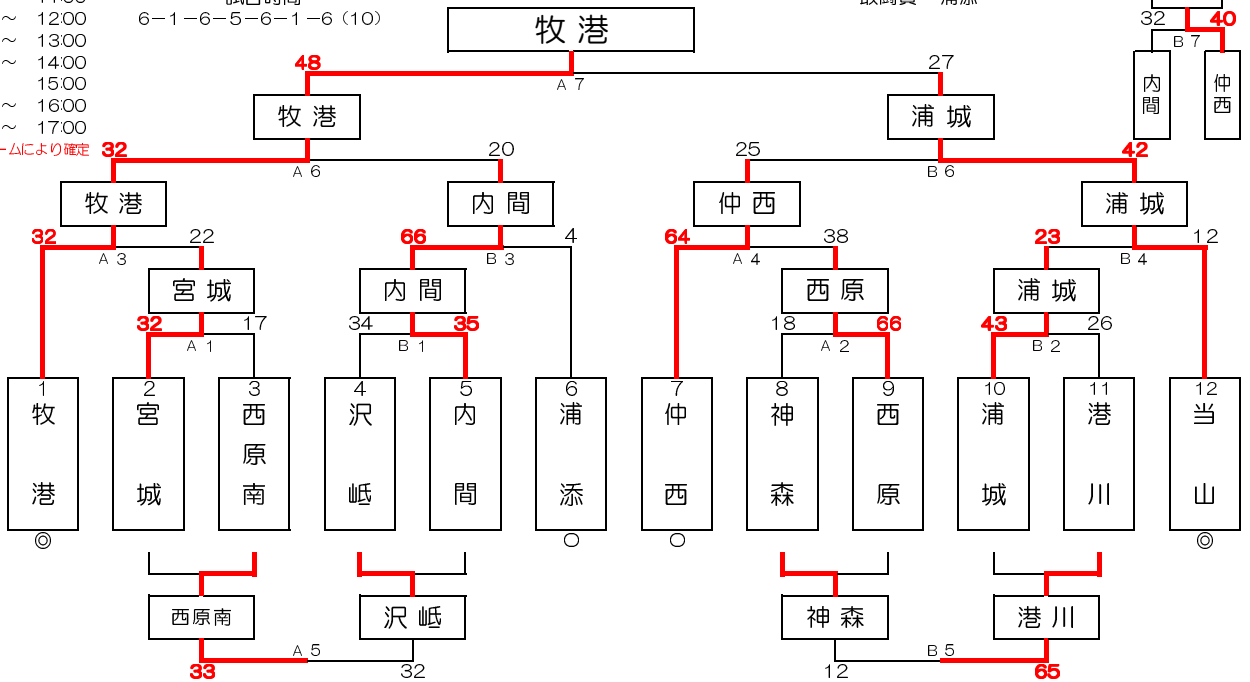 ～ 12:00 6－1－6－5－6－1－6（10）
牧港
32 40
～ 13:00
B 7
～ 14:00
48 27
15:00
A 7
内間 仲西
～ 16:00
牧港 浦城
～ 17:00
ームにより確定
32 20 25 42
A 6 B 6
牧港 内間 仲西 浦城
32 22 66 4 64 38 23 12
A 3 B 3 A 4 B 4
宮城 内間 西原 浦城
32 17 34 35 18 66 43 26
A 1 B 1 A 2 B 2
1 2 3 4 5 6 7 8 9 10 11 12
牧港 宮城 西原南 沢岻 内間 浦添 仲西 神森 西原 浦城 港川 当山
◎ ○ ○ ◎
西原南 沢岻 神森 港川
A 5 B 5
33 32 12 65